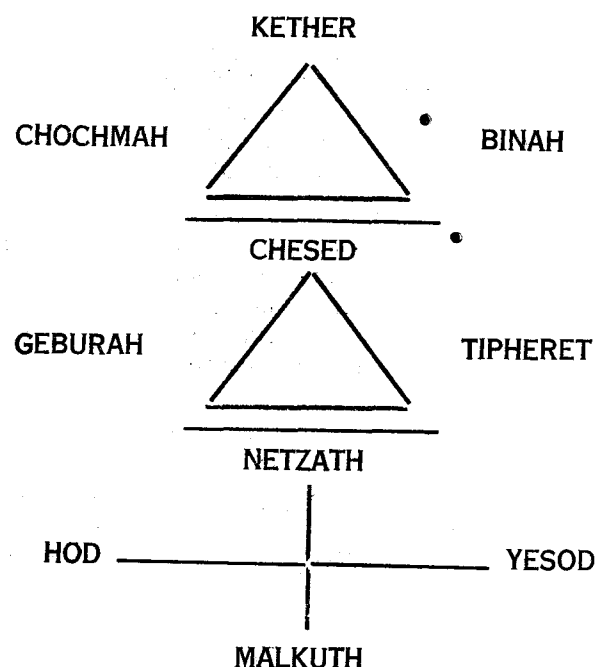 KETHER
CHOCHMAH BINAH
CHESED
GEBURAH TIPHERET
NETZATH
HOD YESOD
MALKUTH